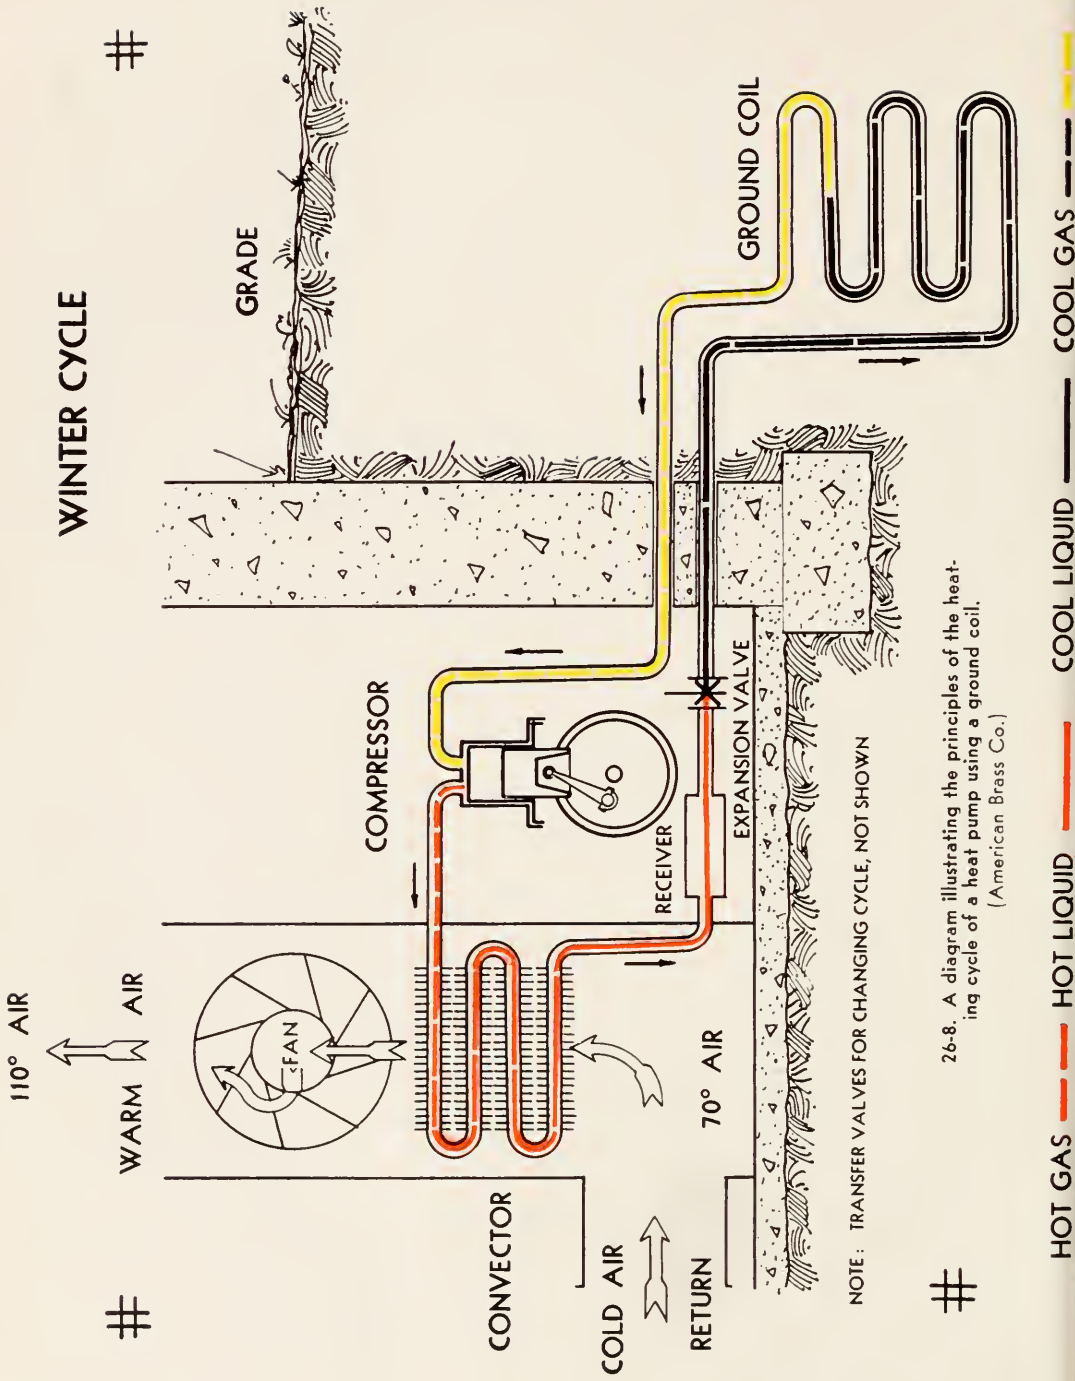 WINTER CYCLE
110° AIR
WARM AIR
GRADE
FAN
COMPRESSOR
GROUND COIL
CONVECTOR
COLD AIR
RETURN
70° AIR
RECEIVER
EXPANSION VALVE
NOTE: TRANSFER VALVES FOR CHANGING CYCLE, NOT SHOWN
26-8. A diagram illustrating the principles of the heat-
ing cycle of a heat pump using a ground coil.
(American Brass Co.)
HOT GAS HOT LIQUID COOL LIQUID COOL GAS